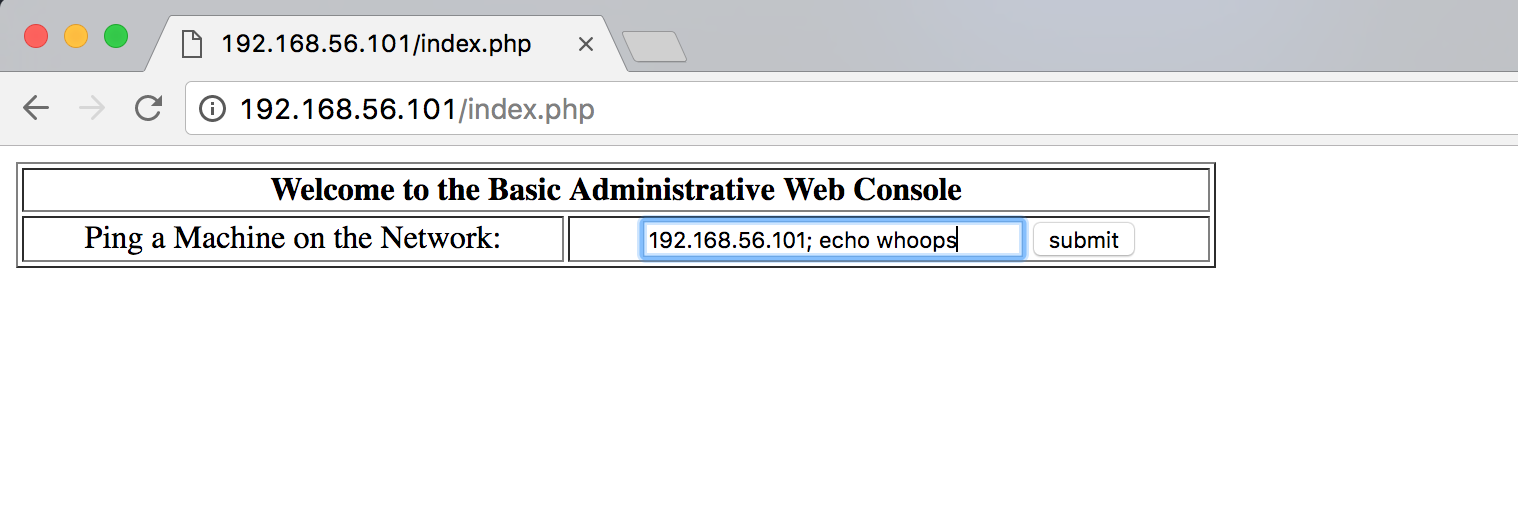 192.168.56.101/index.php
192.168.56.101/index.php
Welcome to the Basic Administrative Web Console
Ping a Machine on the Network: 192.168.56.101; echo whoops submit